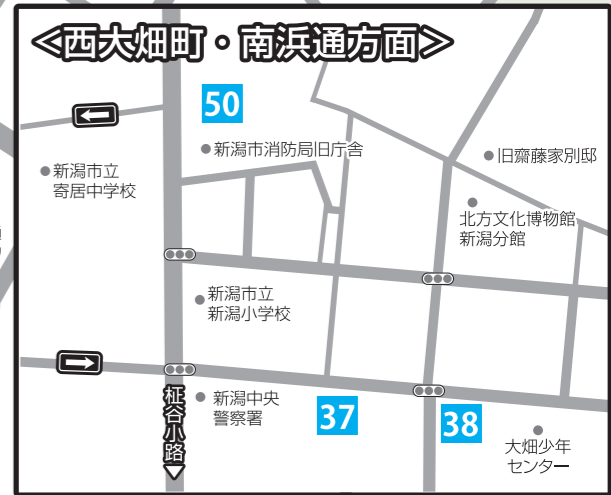 <西大畑町・南浜通方面>
50
新潟市消防局旧庁舎
旧齋藤家別邸
新潟市立
寄居中学校
北方文化博物館
新潟分館
新潟市立
新潟小学校
新潟中央
警察署
37
38
大畑少年
センター
柾谷小路